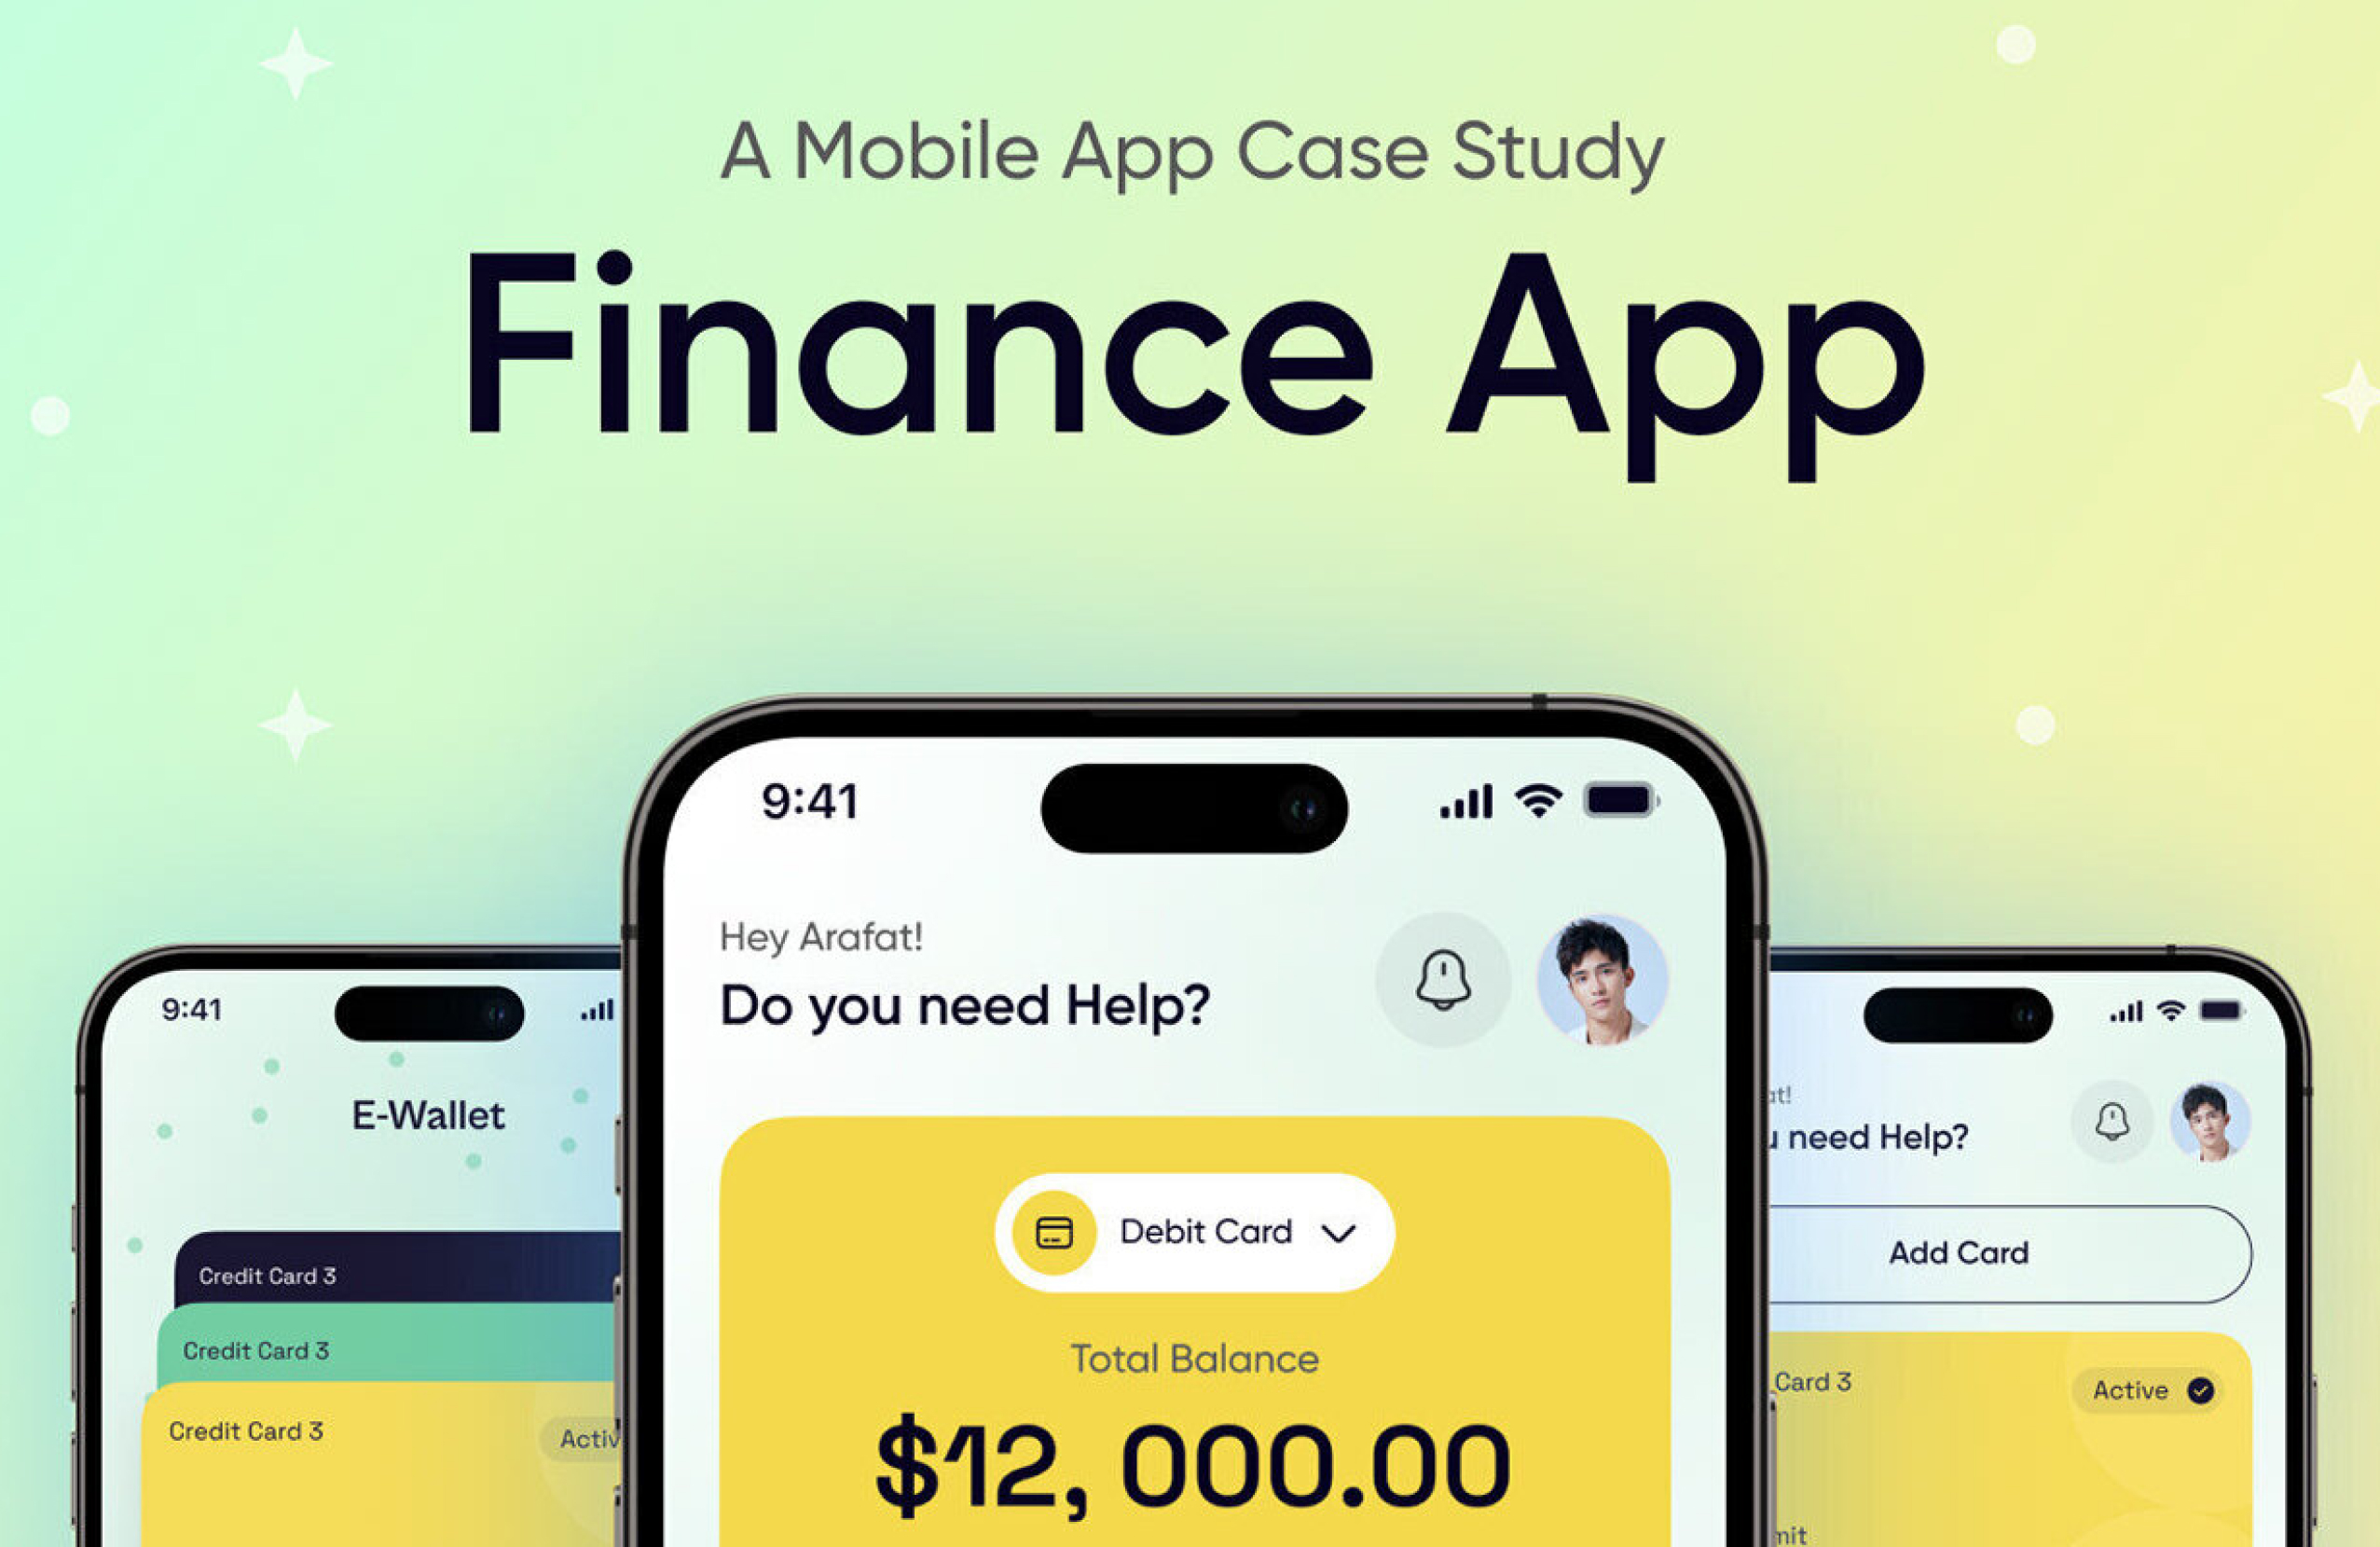 A Mobile App Case Study
Finance App
9:41
Hey Arafat!
Do you need Help?
Debit Card
Total Balance
$12, 000.00
9:41
E-Wallet
Credit Card 3
Credit Card 3
Credit Card 3
Activ
at!
need Help?
Add Card
Card 3
Active
mit